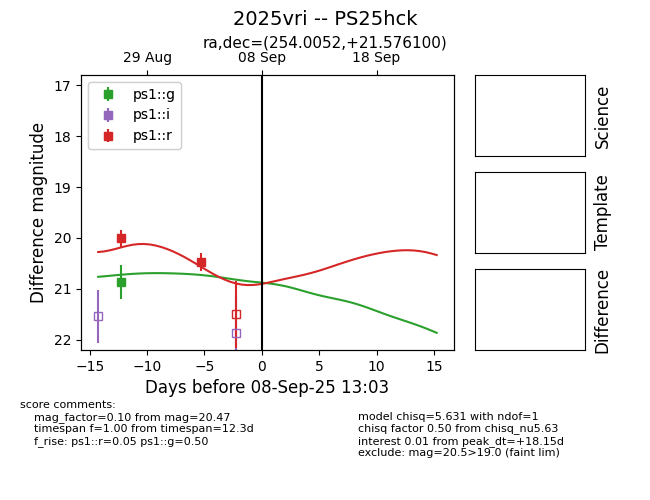 2025vri -- PS25hck
ra,dec=(254.0052,+21.576100)
29 Aug
08 Sep
18 Sep
ps1::g
ps1::i
ps1::r
17
18
19
20
21
22
Difference magnitude
−15
−10
−5
0
5
10
15
Days before 08-Sep-25 13:03
Science
Template
Difference
score comments:
mag_factor=0.10 from mag=20.47
timespan f=1.00 from timespan=12.3d
f_rise: ps1::r=0.05 ps1::g=0.50
model chisq=5.631 with ndof=1
chisq factor 0.50 from chisq_nu5.63
interest 0.01 from peak_dt=+18.15d
exclude: mag=20.5>19.0 (faint lim)